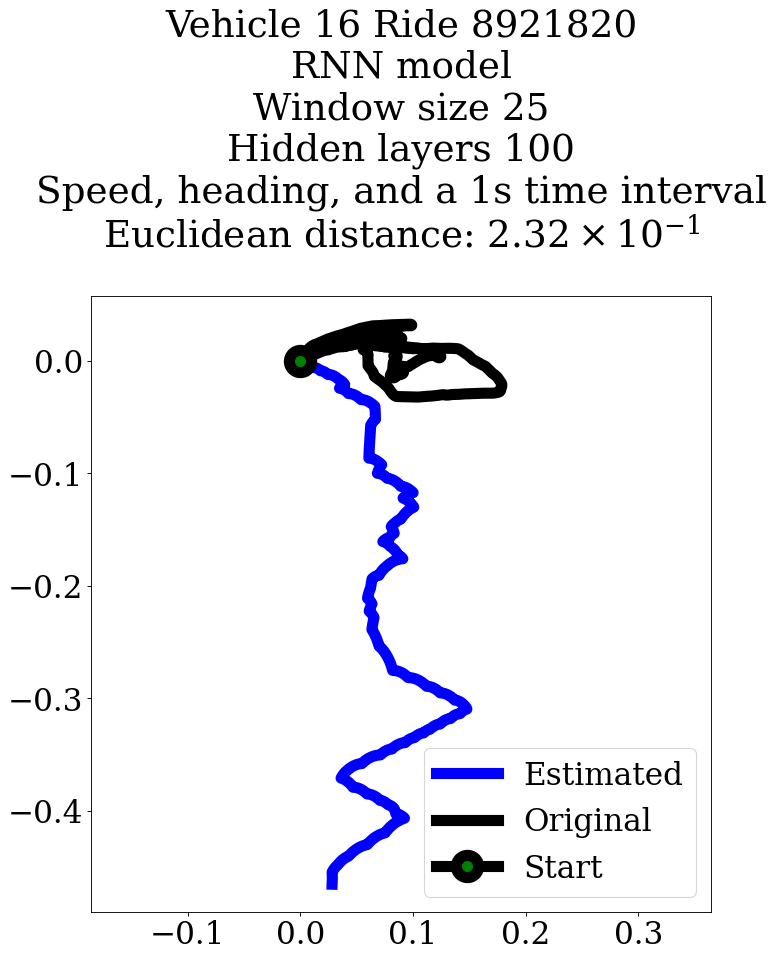 Vehicle 16 Ride 8921820
RNN model
Window size 25
Hidden layers 100
Speed, heading, and a 1s time interval
Euclidean distance: 2.32 × 10⁻¹
0.0
−0.1
−0.2
−0.3
−0.4
Estimated
Original
Start
−0.1 0.0 0.1 0.2 0.3